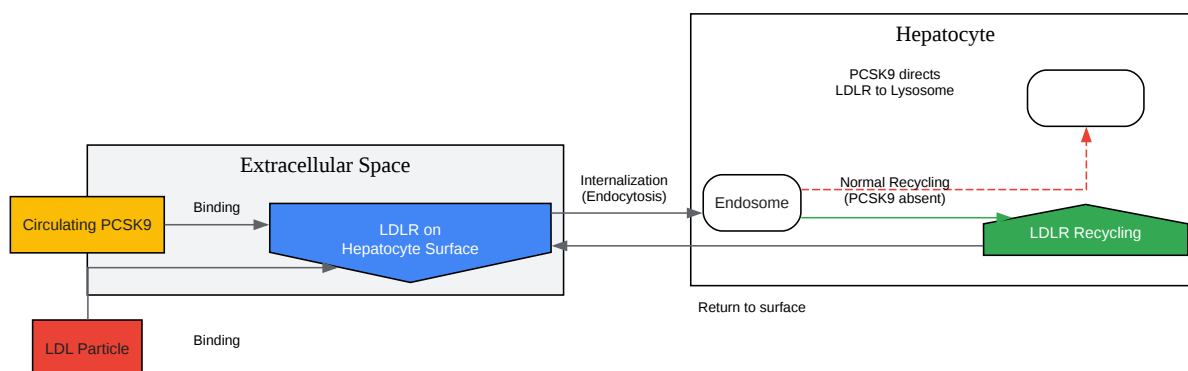 Hepatocyte
PCSK9 directs
LDLR to Lysosome
Extracellular Space
Internalization
(Endocytosis)
Normal Recycling
(PCSK9 absent)
Endosome
Binding
Circulating PCSK9
LDLR on
Hepatocyte Surface
LDLR Recycling
Return to surface
LDL Particle
Binding